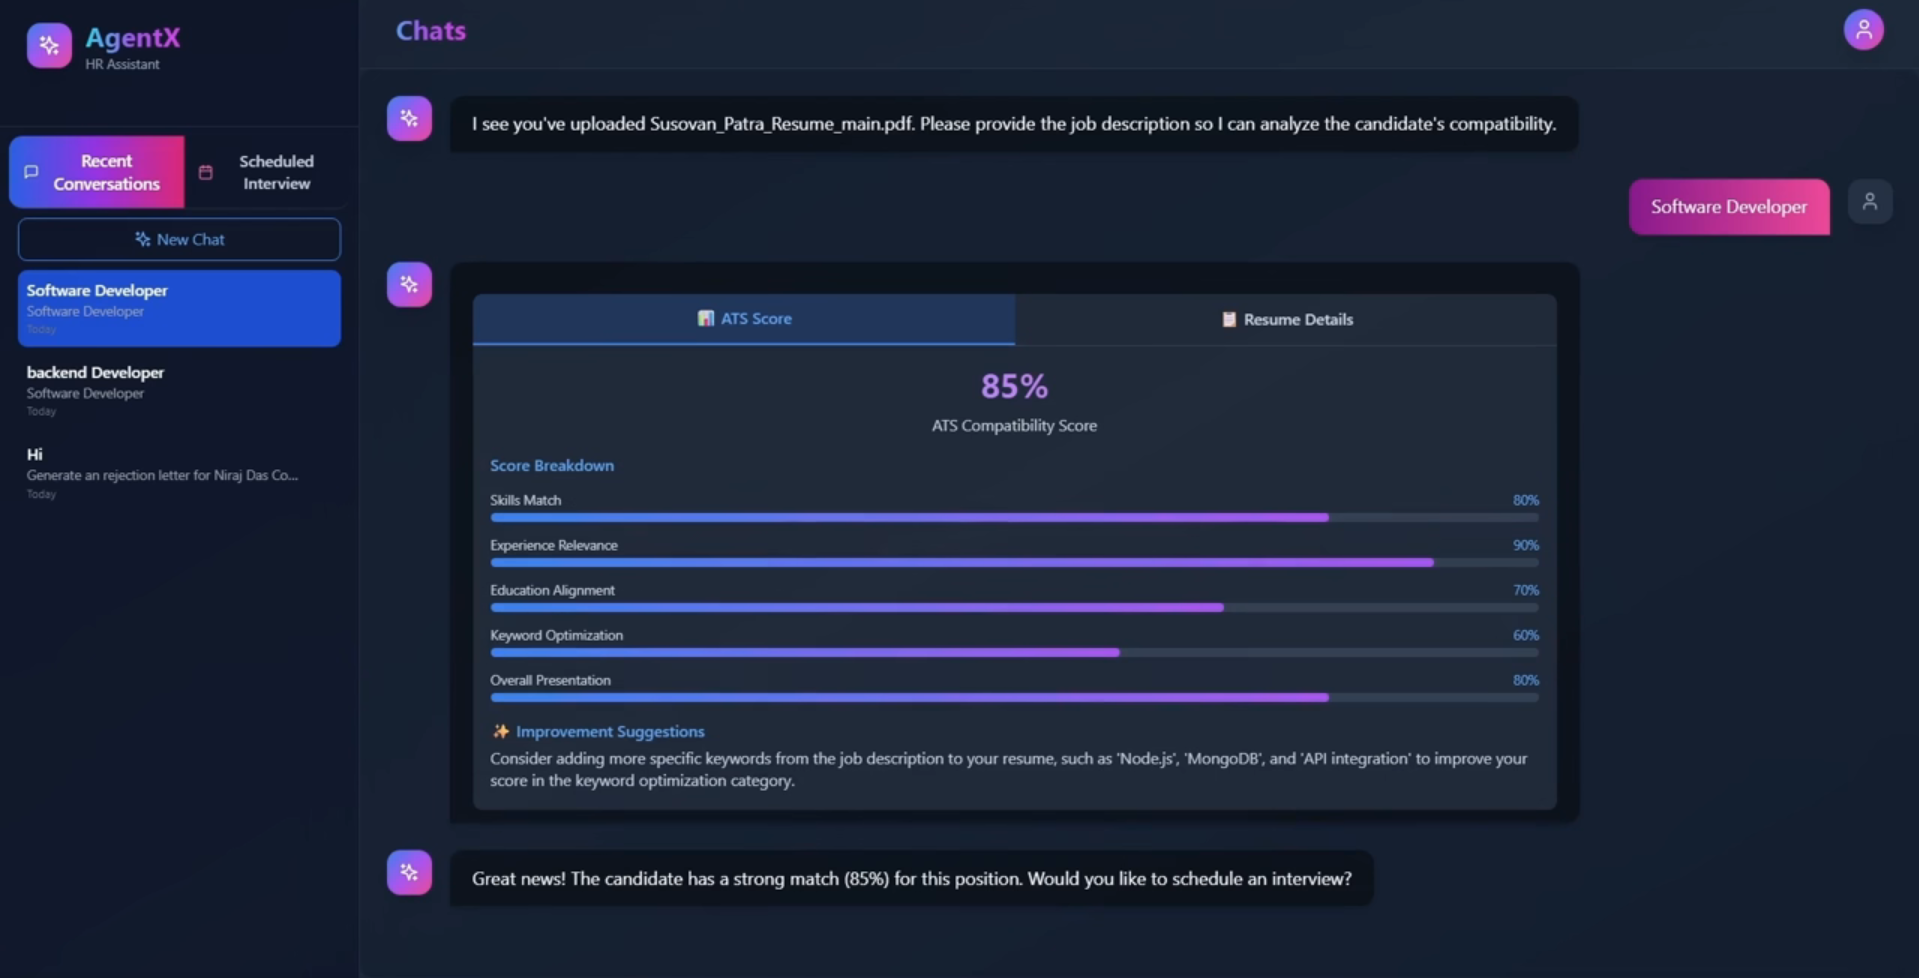 AgentX
HR Assistant
Recent
Conversations
Scheduled
Interview
New Chat
Software Developer
Software Developer
Today
backend Developer
Software Developer
Today
Hi
Generate an rejection letter for Niraj Das Co...
Today
Chats
I see you've uploaded Susovan_Patra_Resume_main.pdf. Please provide the job description so I can analyze the candidate's compatibility.
Software Developer
ATS Score
Resume Details
85%
ATS Compatibility Score
Score Breakdown
Skills Match 80%
Experience Relevance 90%
Education Alignment 70%
Keyword Optimization 60%
Overall Presentation 80%
Improvement Suggestions
Consider adding more specific keywords from the job description to your resume, such as 'Node.js', 'MongoDB', and 'API integration' to improve your
score in the keyword optimization category.
Great news! The candidate has a strong match (85%) for this position. Would you like to schedule an interview?